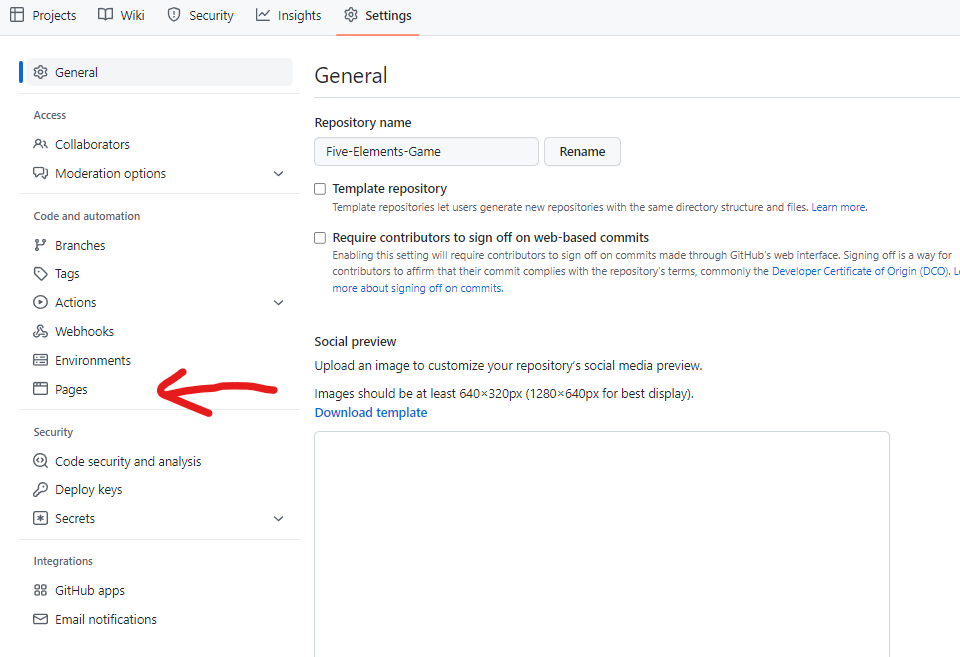 Projects Wiki Security Insights Settings
General
Access
Collaborators
Moderation options
Code and automation
Branches
Tags
Actions
Webhooks
Environments
Pages
Security
Code security and analysis
Deploy keys
Secrets
Integrations
GitHub apps
Email notifications
General
Repository name
Five-Elements-Game Rename
Template repository
Template repositories let users generate new repositories with the same directory structure and files. Learn more.
Require contributors to sign off on web-based commits
Enabling this setting will require contributors to sign off on commits made through GitHub's web interface. Signing off is a way for
contributors to affirm that their commit complies with the repository's terms, commonly the Developer Certificate of Origin (DCO).
more about signing off on commits.
Social preview
Upload an image to customize your repository's social media preview.
Images should be at least 640×320px (1280×640px for best display).
Download template